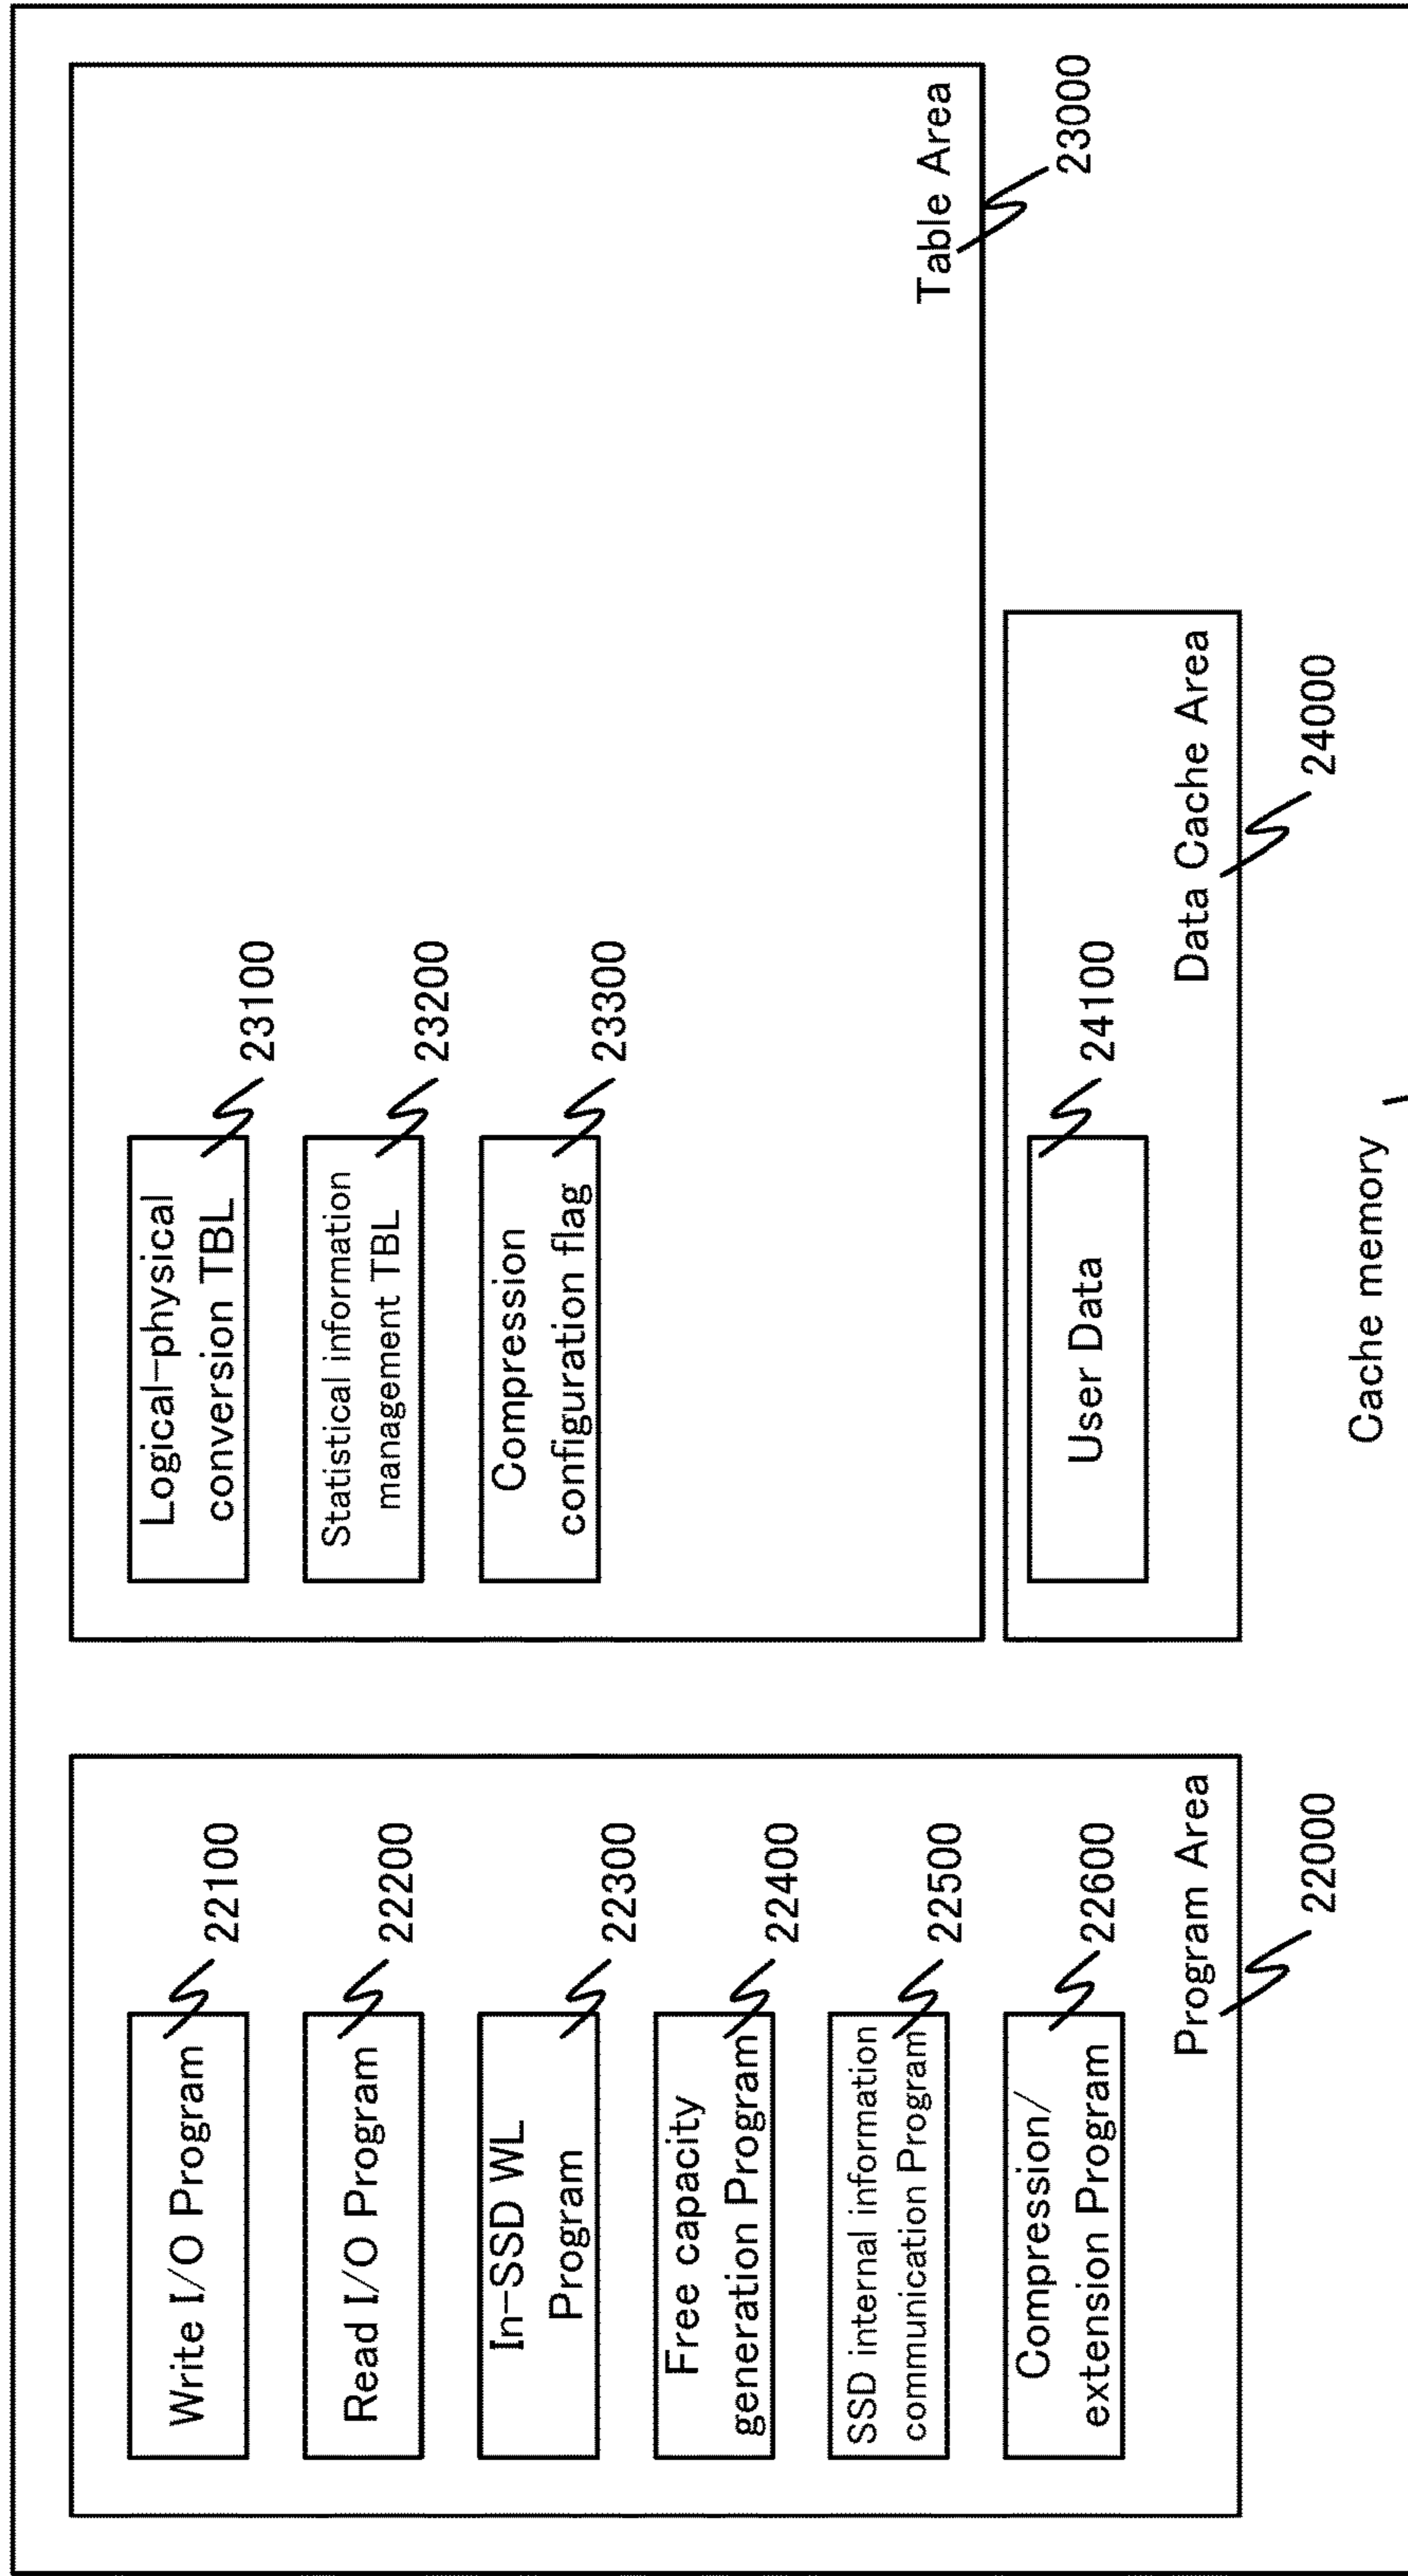 Write I/O Program
22100
Read I/O Program
22200
In-SSD WL
Program
22300
Free capacity
generation Program
22400
SSD internal information
communication Program
22500
Compression/
extension Program
22600
Program Area
22000
Logical-physical
conversion TBL
23100
Statistical information
management TBL
23200
Compression
configuration flag
23300
Table Area
23000
User Data
24100
Data Cache Area
24000
Cache memory